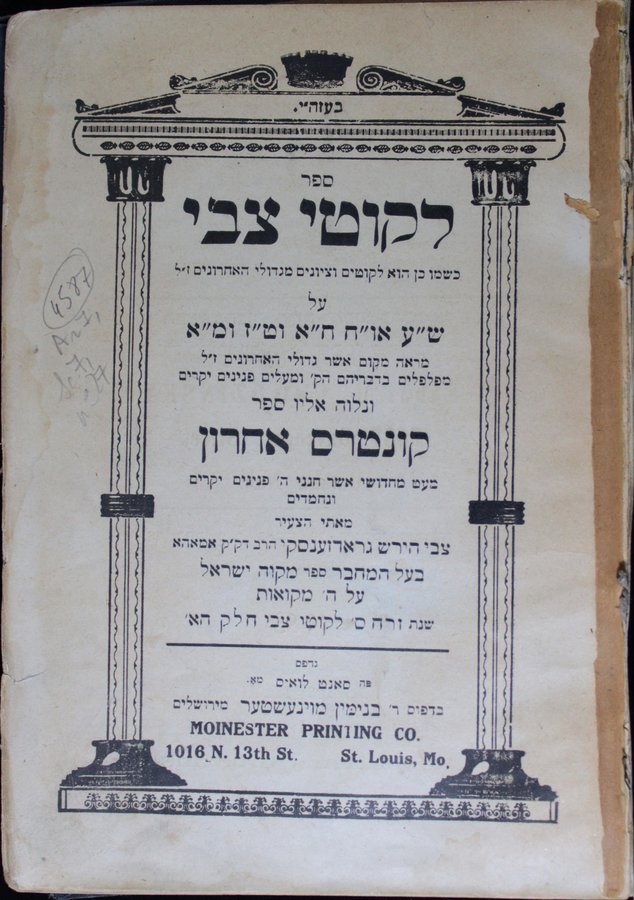 בעזה״י.
ספר
לקוטי צבי
כשמו כן הוא לקוטים וציונים מגדולי האחרונים ז״ל
על
ש״ע או״ח ח״א וט״ז ומ״א
מראה מקום אשר גדולי האחרונים ז״ל
מפלפלים בדבריהם הק׳ ומעלים פנינים יקרים
ונלוה אליו ספר
קונטרס אחרון
מעט מחדושי אשר חנני ה׳ פנינים יקרים
ונחמדים
מאתי הצעיר
צבי הירש גראדזענסקי הרב דק״ק אמאהא
בעל המחבר ספר מקוה ישראל
על ה׳ מקואות
שנת זרח ס׳ לקוטי צבי חלק הא׳
נדפס
פה סאנט לואיס מאָ.
בדפוס ר׳ בנימין מוינעשטער מירושלים
MOINESTER PRINTING CO.
1016 N. 13th St. St. Louis, Mo.
4587